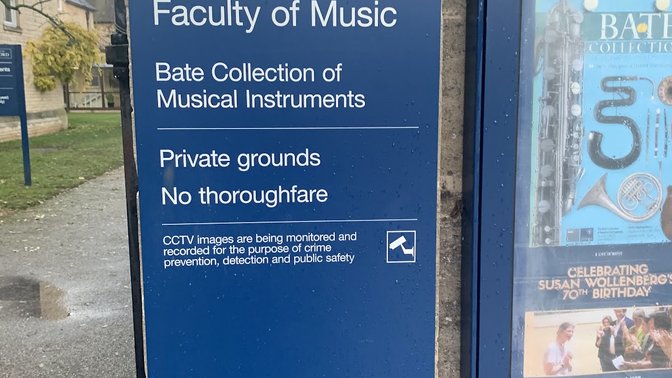 Faculty of Music
Bate Collection of
Musical Instruments
Private grounds
No thoroughfare
CCTV images are being monitored and
recorded for the purpose of crime
prevention, detection and public safety
BATE
COLLECTION
CELEBRATING
SUSAN WOLLENBERG'S
70TH BIRTHDAY